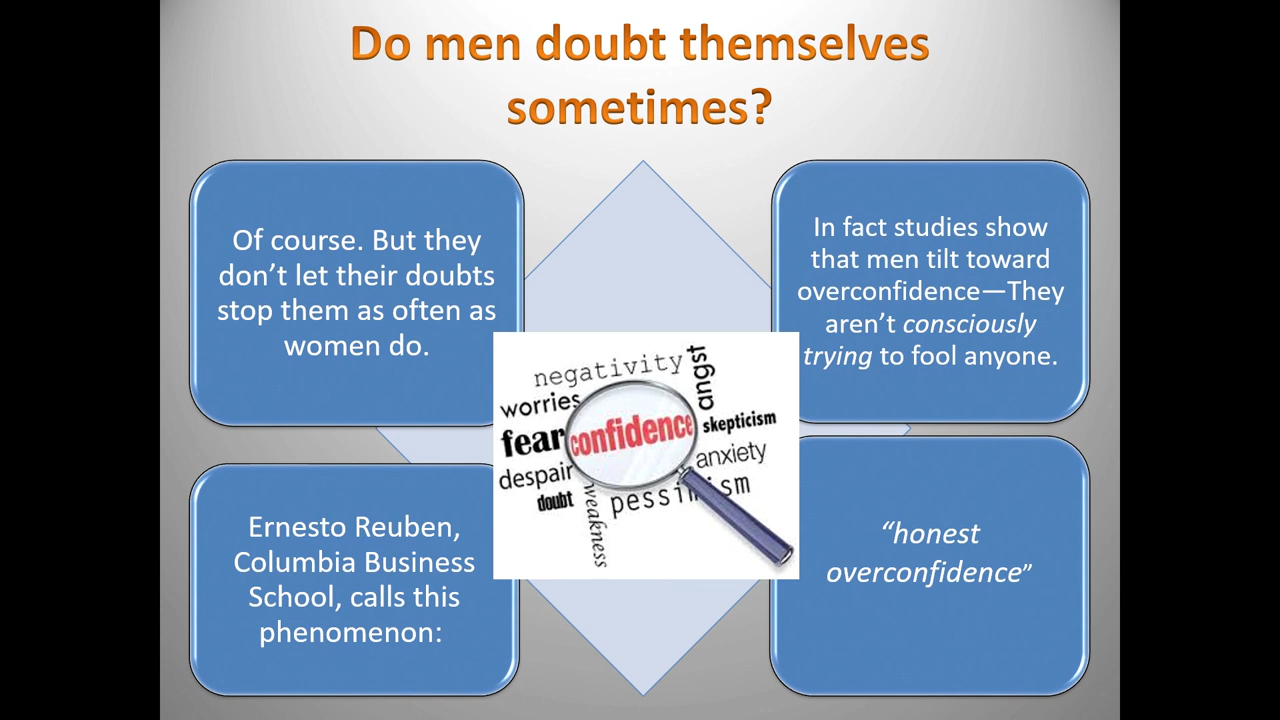 Do men doubt themselves
sometimes?
Of course. But they
don’t let their doubts
stop them as often as
women do.
In fact studies show
that men tilt toward
overconfidence—They
aren’t consciously
trying to fool anyone.
negativity
angst
worries
confidence
skepticism
fear
anxiety
despair
doubt
weakness
pessimism
Ernesto Reuben,
Columbia Business
School, calls this
phenomenon:
“honest
overconfidence”